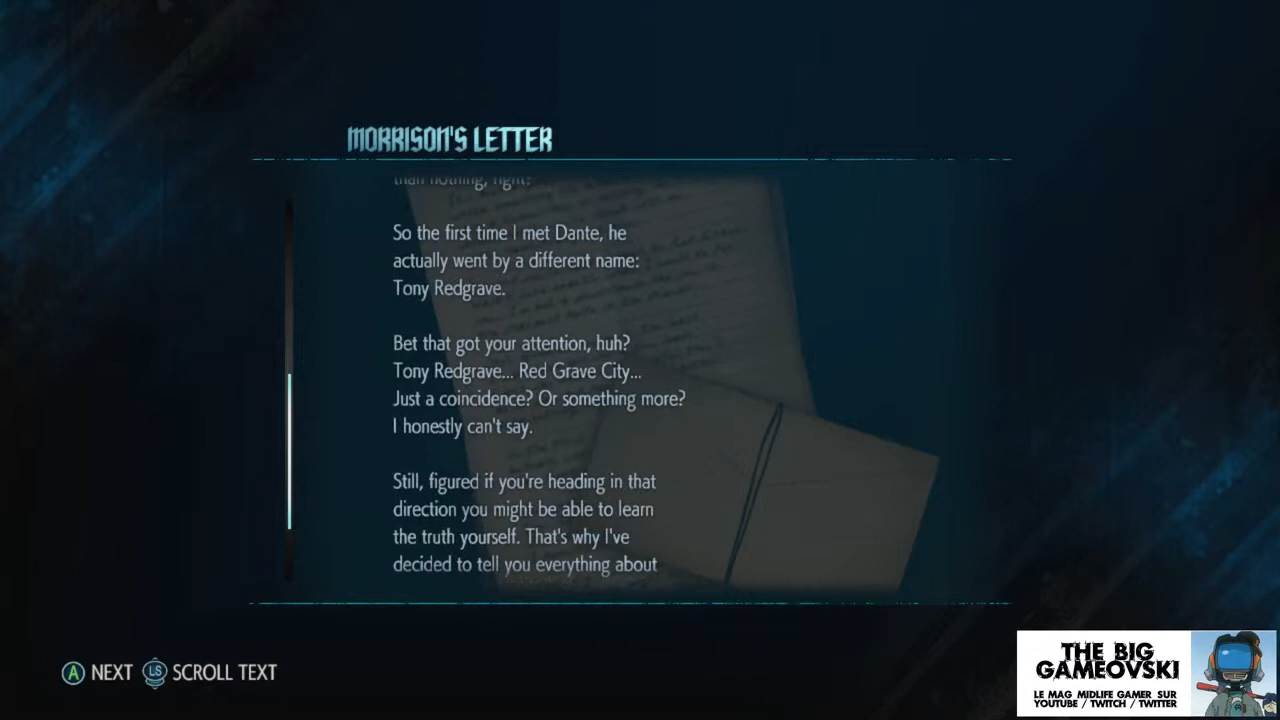 MORRISON'S LETTER
than nothing, right?
So the first time I met Dante, he
actually went by a different name:
Tony Redgrave.
Bet that got your attention, huh?
Tony Redgrave... Red Grave City...
Just a coincidence? Or something more?
I honestly can't say.
Still, figured if you're heading in that
direction you might be able to learn
the truth yourself. That's why I've
decided to tell you everything about
A NEXT LS SCROLL TEXT
THE BIG
GAMEOVSKI
LE MAG MIDLIFE GAMER SUR
YOUTUBE / TWITCH / TWITTER